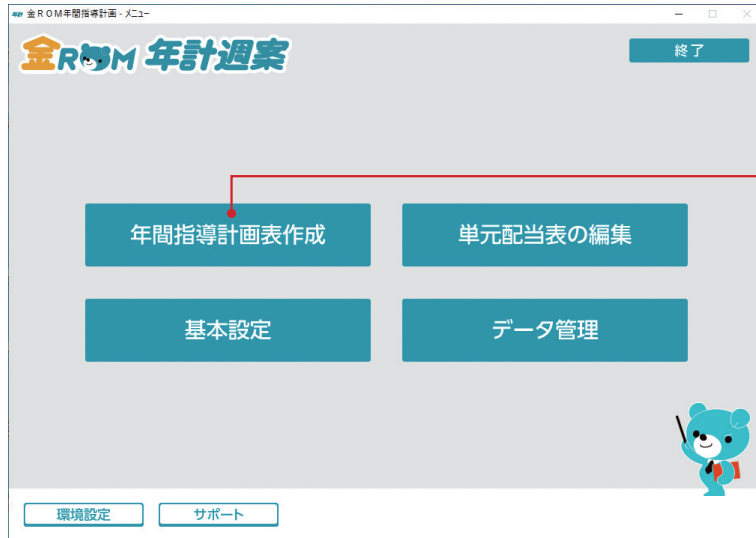 年計 金ROM年間指導計画 - メニュー
金ROM 年計週案
終了
年間指導計画表作成
単元配当表の編集
基本設定
データ管理
環境設定
サポート